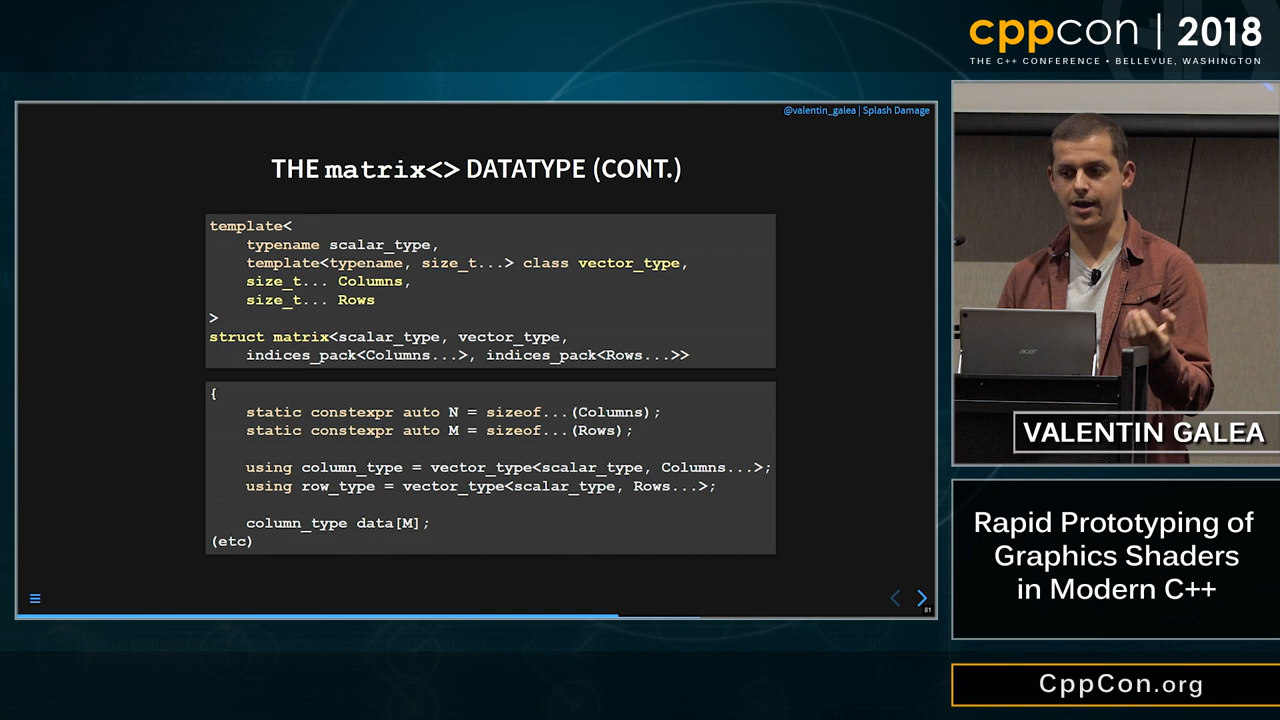 cppcon | 2018
THE C++ CONFERENCE • BELLEVUE, WASHINGTON
@valentin_galea | Splash Damage
THE matrix<> DATATYPE (CONT.)
template<
    typename scalar_type,
    template<typename, size_t...> class vector_type,
    size_t... Columns,
    size_t... Rows
>
struct matrix<scalar_type, vector_type,
    indices_pack<Columns...>, indices_pack<Rows...>>
{
    static constexpr auto N = sizeof...(Columns);
    static constexpr auto M = sizeof...(Rows);
    using column_type = vector_type<scalar_type, Columns...>;
    using row_type = vector_type<scalar_type, Rows...>;
    column_type data[M];
(etc)
81
acer
VALENTIN GALEA
Rapid Prototyping of
Graphics Shaders
in Modern C++
CppCon.org